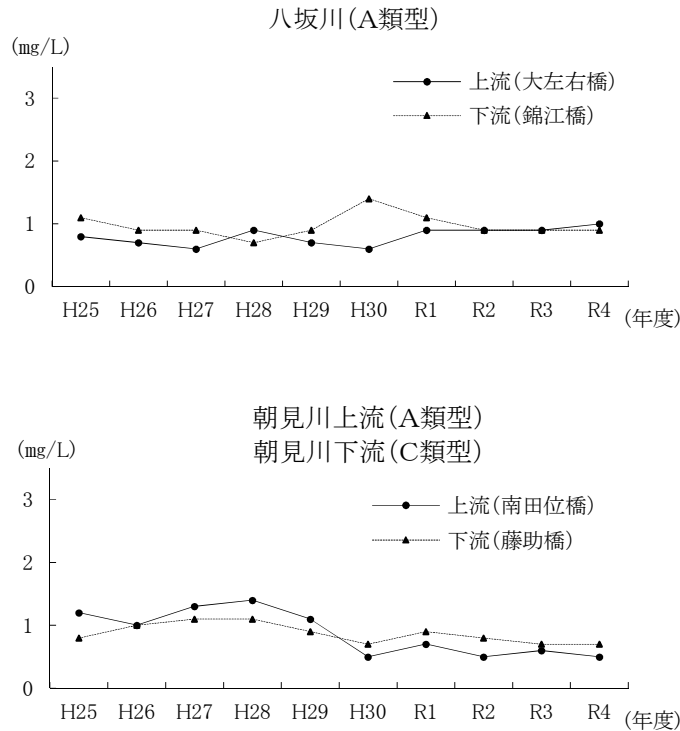 八坂川(A類型)
(mg/L)
上流(大左右橋)
下流(錦江橋)
3
2
1
0
H25 H26 H27 H28 H29 H30 R1 R2 R3 R4 (年度)
朝見川上流(A類型)
朝見川下流(C類型)
(mg/L)
上流(南田位橋)
下流(藤助橋)
3
2
1
0
H25 H26 H27 H28 H29 H30 R1 R2 R3 R4 (年度)